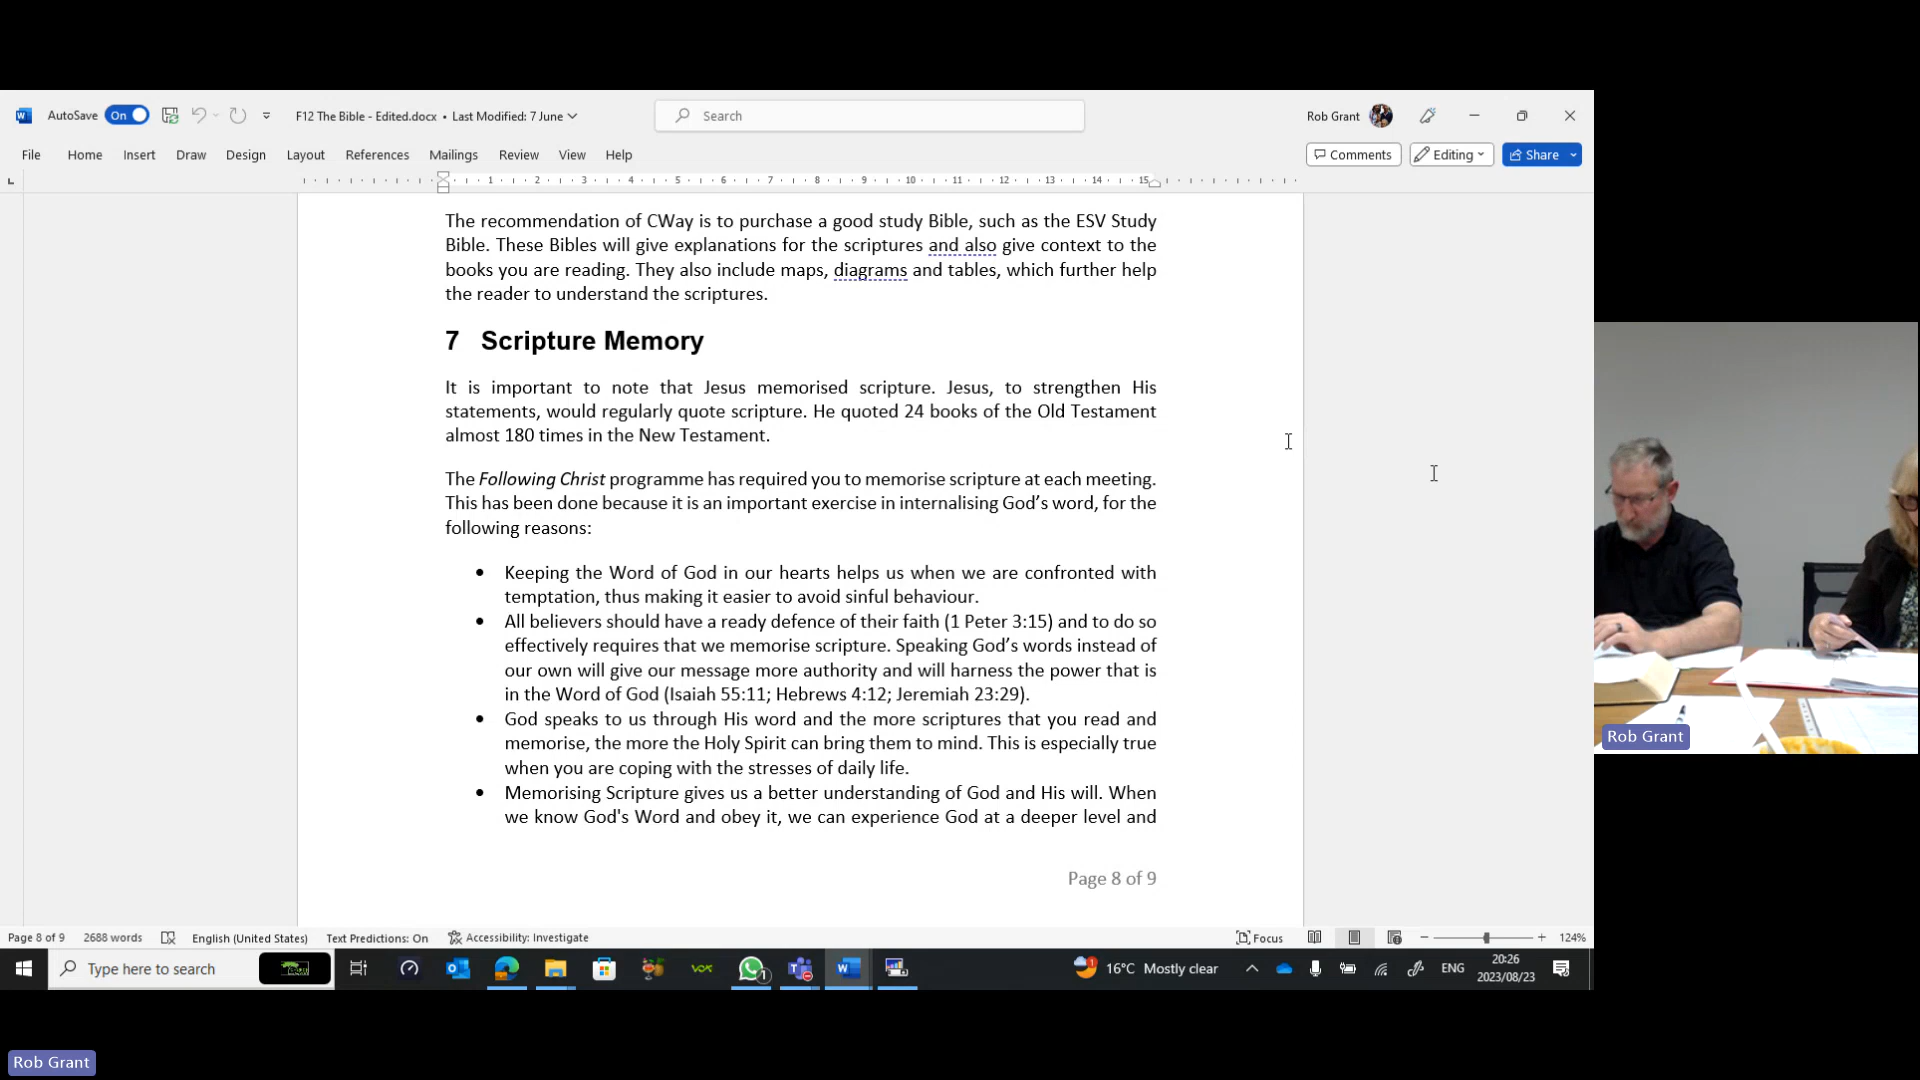 AutoSave On F12 The Bible - Edited.docx • Last Modified: 7 June Search Rob Grant
File Home Insert Draw Design Layout References Mailings Review View Help Comments Editing Share
1 2 3 4 5 6 7 8 9 10 11 12 13 14 15
The recommendation of CWay is to purchase a good study Bible, such as the ESV Study
Bible. These Bibles will give explanations for the scriptures and also give context to the
books you are reading. They also include maps, diagrams and tables, which further help
the reader to understand the scriptures.
7 Scripture Memory
It is important to note that Jesus memorised scripture. Jesus, to strengthen His
statements, would regularly quote scripture. He quoted 24 books of the Old Testament
almost 180 times in the New Testament.
The Following Christ programme has required you to memorise scripture at each meeting.
This has been done because it is an important exercise in internalising God’s word, for the
following reasons:
• Keeping the Word of God in our hearts helps us when we are confronted with
temptation, thus making it easier to avoid sinful behaviour.
• All believers should have a ready defence of their faith (1 Peter 3:15) and to do so
effectively requires that we memorise scripture. Speaking God’s words instead of
our own will give our message more authority and will harness the power that is
in the Word of God (Isaiah 55:11; Hebrews 4:12; Jeremiah 23:29).
• God speaks to us through His word and the more scriptures that you read and
memorise, the more the Holy Spirit can bring them to mind. This is especially true
when you are coping with the stresses of daily life.
• Memorising Scripture gives us a better understanding of God and His will. When
we know God's Word and obey it, we can experience God at a deeper level and
Page 8 of 9
Page 8 of 9 2688 words English (United States) Text Predictions: On Accessibility: Investigate Focus 124%
Type here to search VOX 1 16°C Mostly clear ENG 20:26
2023/08/23
Rob Grant
Rob Grant